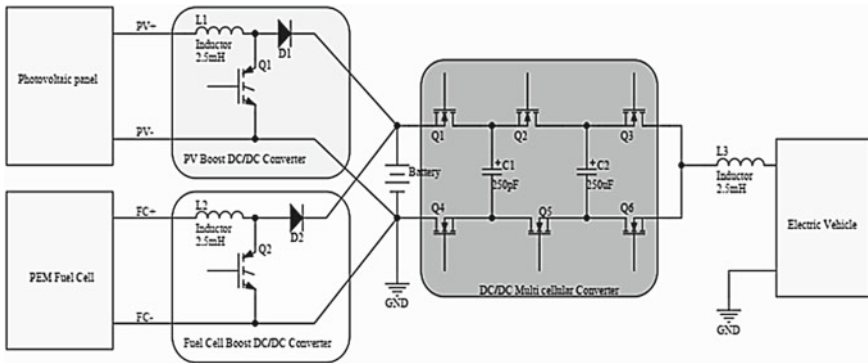 Photovoltaic panel
PV+
PV-
L1
Inductor
2.5mH
D1
Q1
PV Boost DC/DC Converter
PEM Fuel Cell
FC+
FC-
L2
Inductor
2.5mH
D2
Q2
Fuel Cell Boost DC/DC Converter
Battery
GND
Q1
Q2
Q3
C1
250pF
C2
250uF
Q4
Q5
Q6
DC/DC Multi cellular Converter
L3
Inductor
2.5mH
GND
Electric Vehicle